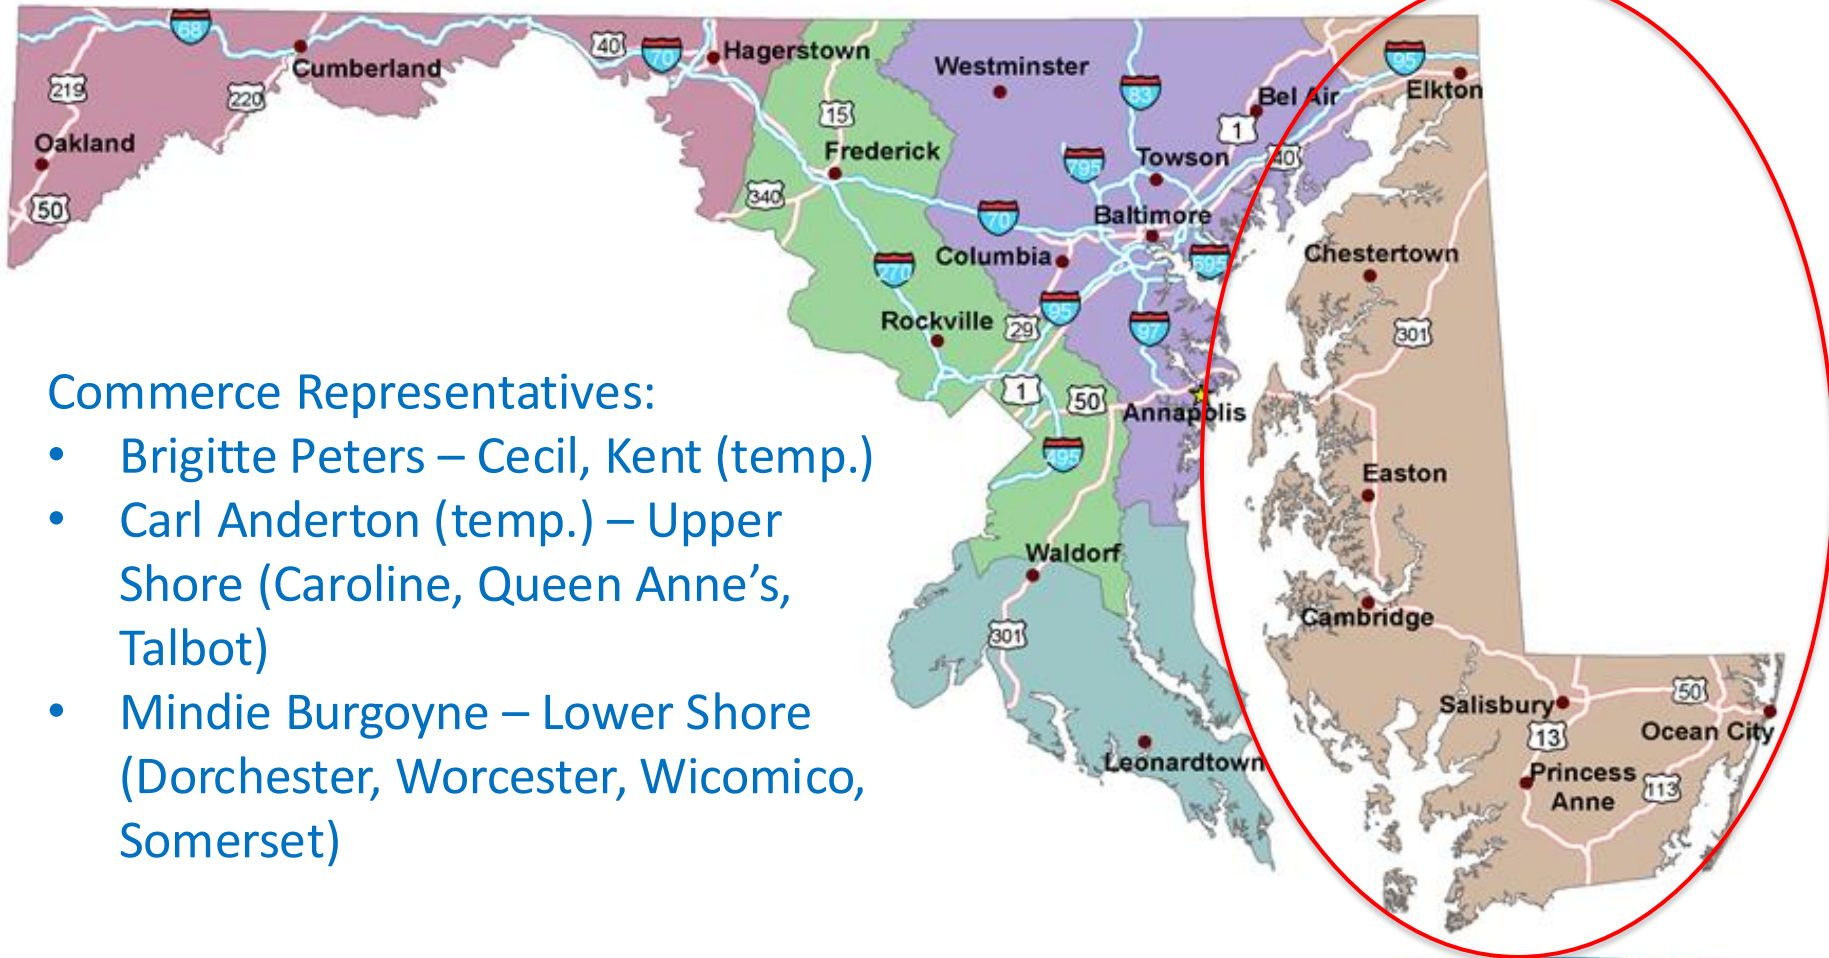 68
40
70
Hagerstown
Cumberland
Westminster
95
219
220
15
83
Bel Air
Elkton
1
Oakland
Frederick
795
Towson
40
50
340
70
Baltimore
Columbia
695
Chestertown
270
95
Rockville
29
97
301
1
50
Annapolis
495
Easton
Waldorf
301
Cambridge
Leonardtown
Salisbury
50
13
Ocean City
Princess
Anne
113
Commerce Representatives:
• Brigitte Peters – Cecil, Kent (temp.)
• Carl Anderton (temp.) – Upper
Shore (Caroline, Queen Anne’s,
Talbot)
• Mindie Burgoyne – Lower Shore
(Dorchester, Worcester, Wicomico,
Somerset)